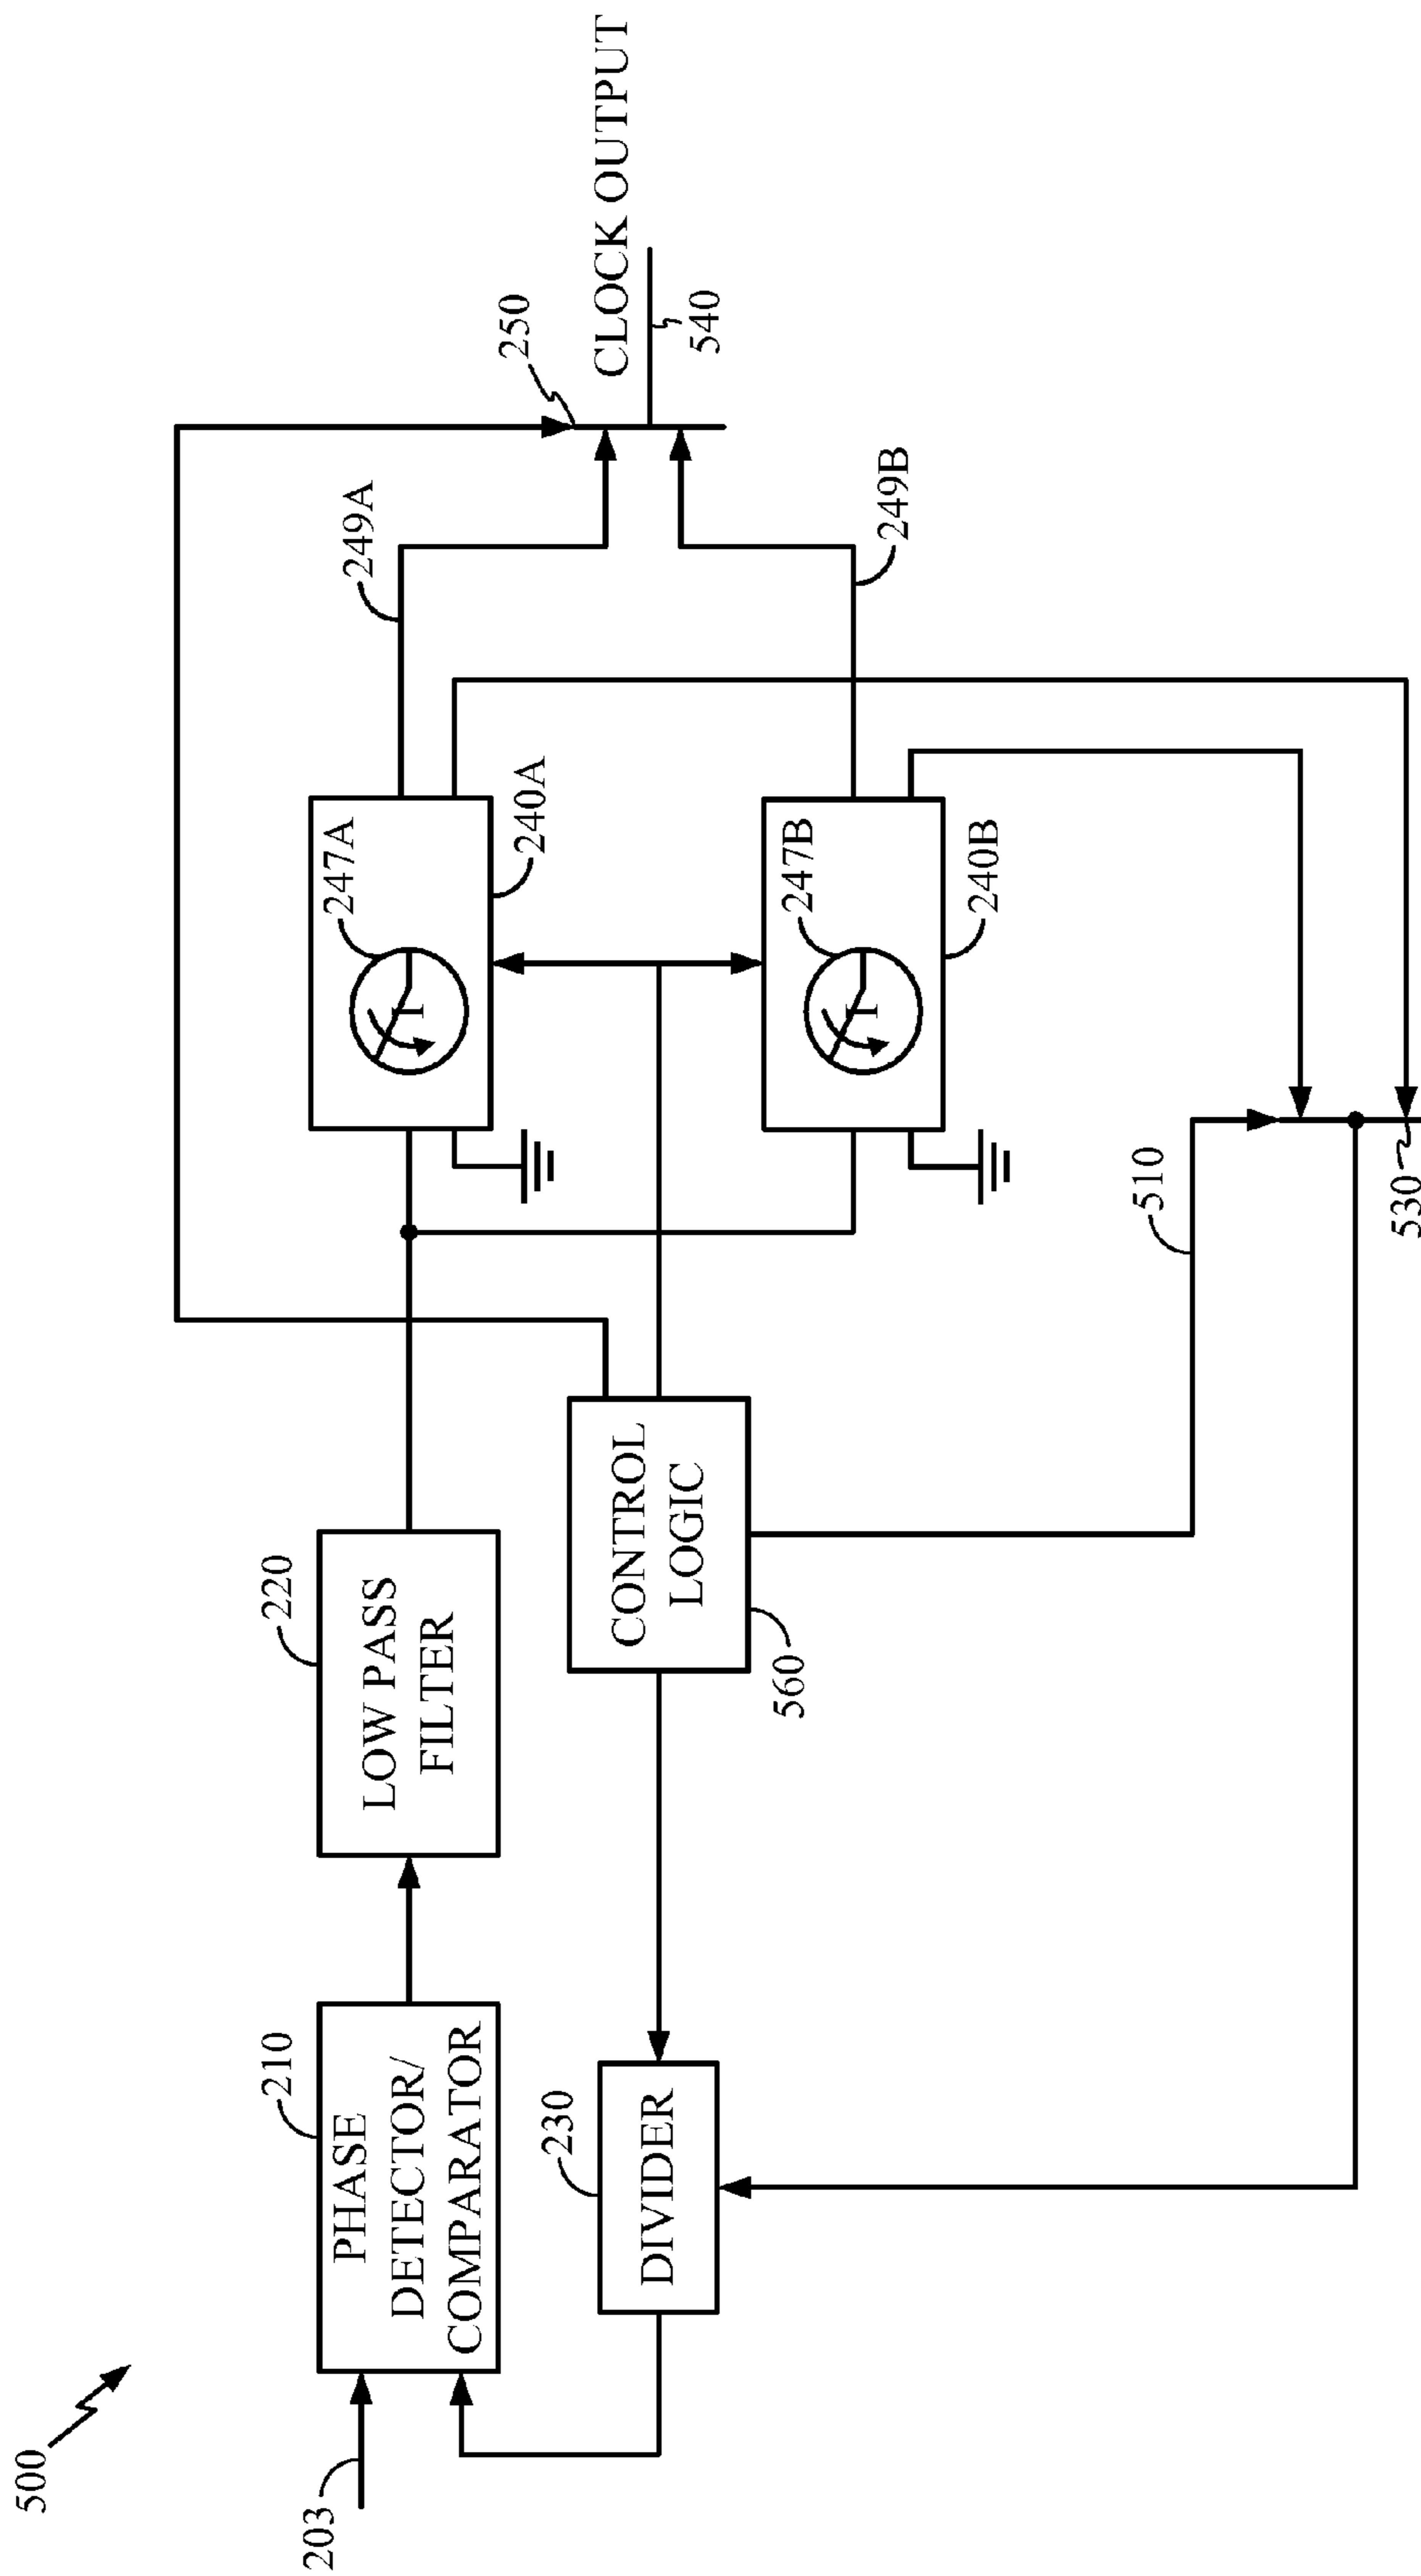 500
203
210
PHASE
DETECTOR/
COMPARATOR
220
LOW PASS
FILTER
230
DIVIDER
CONTROL
LOGIC
560
247A
240A
249A
247B
240B
249B
250
CLOCK OUTPUT
540
510
530